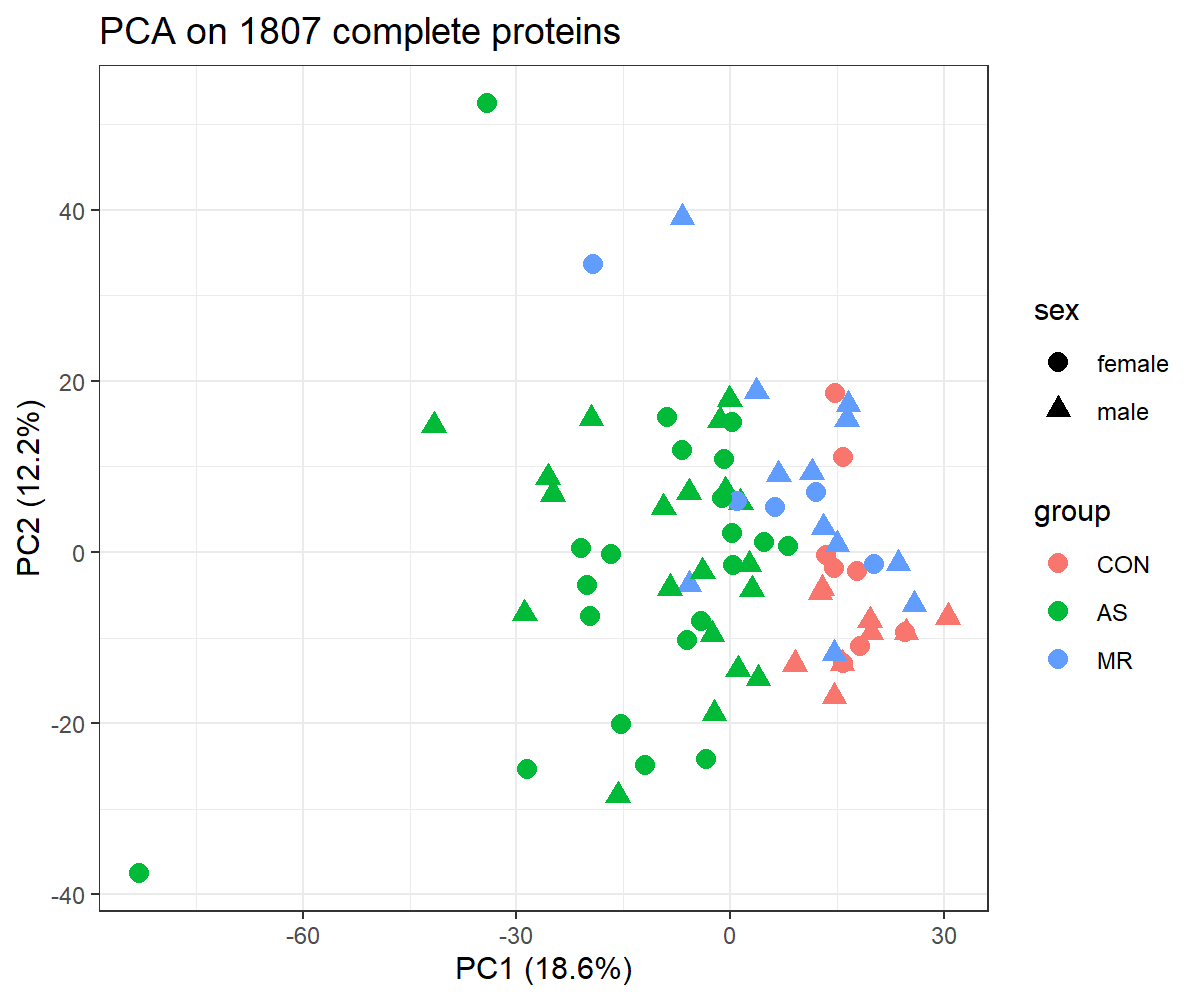 PCA on 1807 complete proteins
40
20
0
-20
-40
PC2 (12.2%)
-60
-30
0
30
PC1 (18.6%)
sex
female
male
group
CON
AS
MR